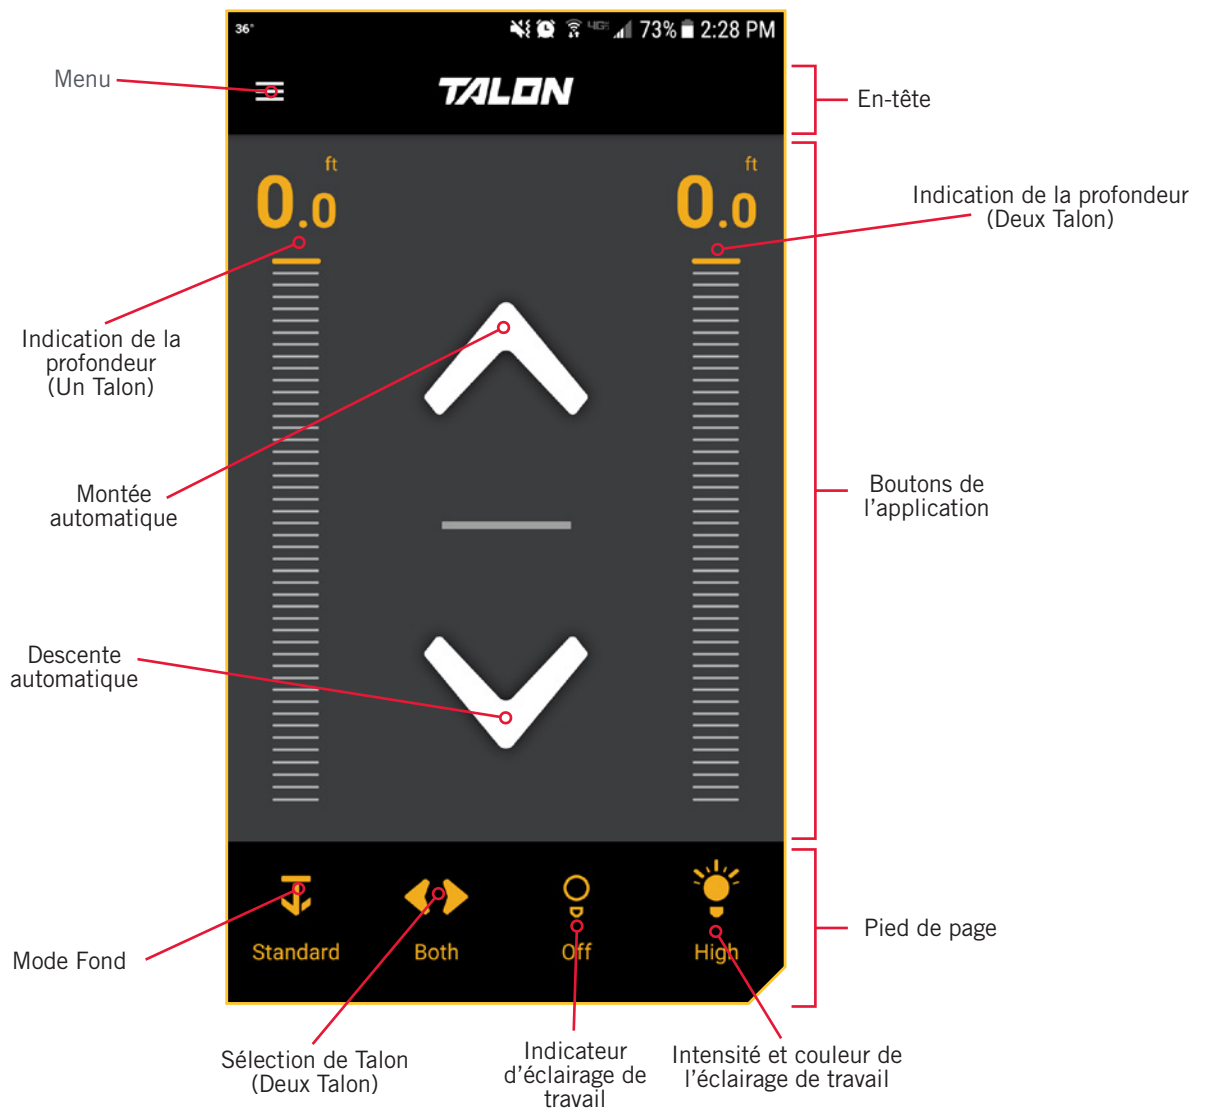 36°
4G
73%
2:28 PM
Menu
TALON
En-tête
ft
0.0
ft
0.0
Indication de la profondeur
(Deux Talon)
Indication de la
profondeur
(Un Talon)
Montée
automatique
Boutons de
l'application
Descente
automatique
Standard
Both
Off
High
Pied de page
Mode Fond
Sélection de Talon
(Deux Talon)
Indicateur
d'éclairage de
travail
Intensité et couleur de
l'éclairage de travail